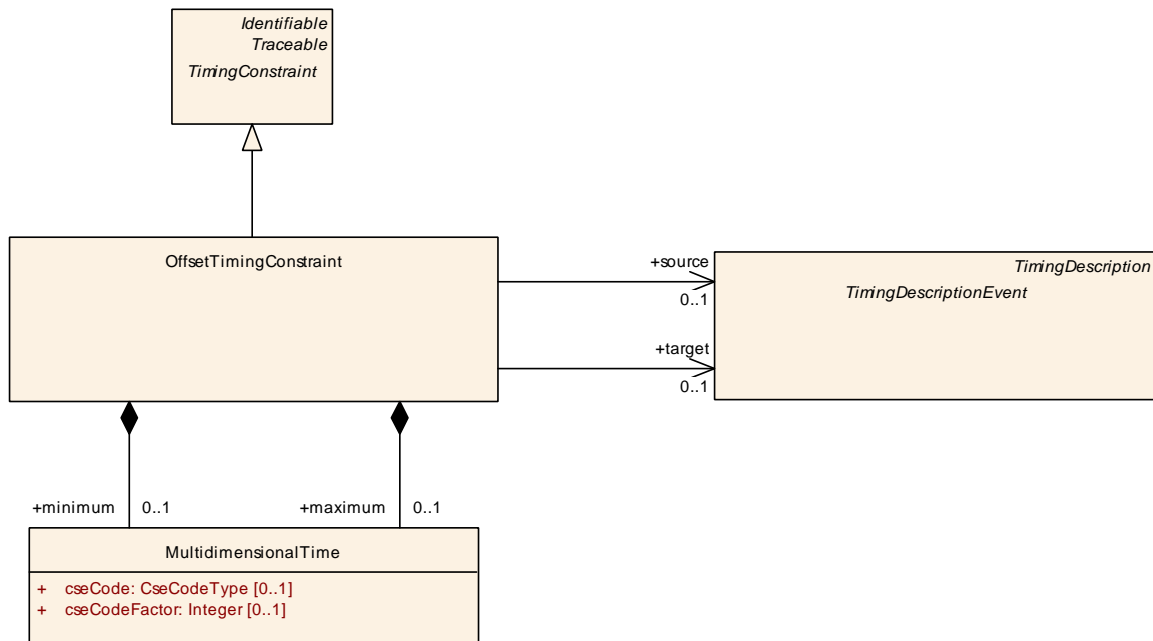 Identifiable
Traceable
TimingConstraint
OffsetTimingConstraint
+source
0..1
TimingDescription
TimingDescriptionEvent
+target
0..1
+minimum 0..1
+maximum 0..1
MultidimensionalTime
+ cseCode: CseCodeType [0..1]
+ cseCodeFactor: Integer [0..1]